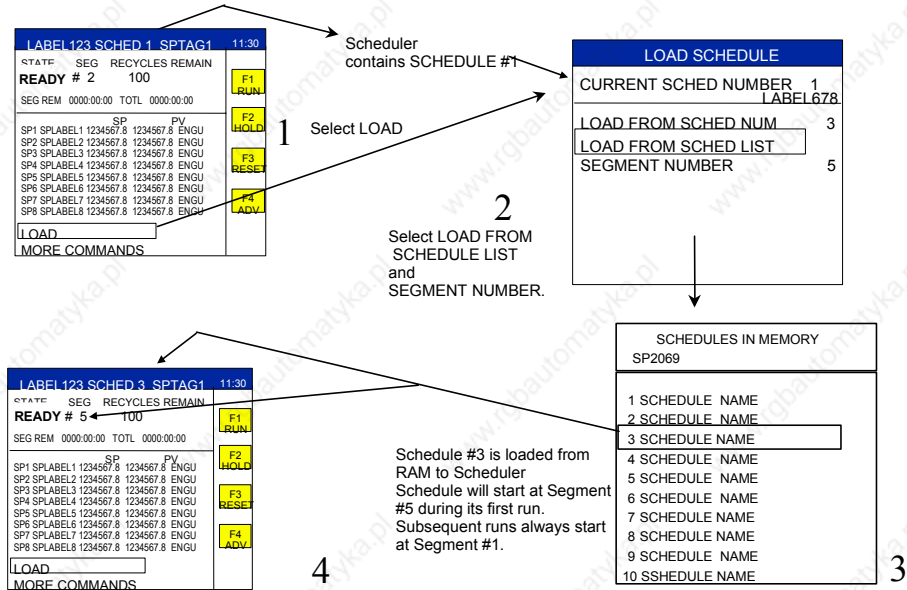 LABEL123 SCHED 1 SPTAG1 11:30
STATE SEG RECYCLES REMAIN
READY # 2 100
SEG REM 0000:00:00 TOTL 0000:00:00
SP PV
SP1 SPLABEL1 1234567.8 1234567.8 ENGU
SP2 SPLABEL2 1234567.8 1234567.8 ENGU
SP3 SPLABEL3 1234567.8 1234567.8 ENGU
SP4 SPLABEL4 1234567.8 1234567.8 ENGU
SP5 SPLABEL5 1234567.8 1234567.8 ENGU
SP6 SPLABEL6 1234567.8 1234567.8 ENGU
SP7 SPLABEL7 1234567.8 1234567.8 ENGU
SP8 SPLABEL8 1234567.8 1234567.8 ENGU
LOAD
MORE COMMANDS
F1
RUN
F2
HOLD
F3
RESET
F4
ADV
1
Scheduler
contains SCHEDULE #1
Select LOAD
LOAD SCHEDULE
CURRENT SCHED NUMBER 1
LABEL678
LOAD FROM SCHED NUM 3
LOAD FROM SCHED LIST
SEGMENT NUMBER 5
2
Select LOAD FROM
SCHEDULE LIST
and
SEGMENT NUMBER.
SCHEDULES IN MEMORY
SP2069
1 SCHEDULE NAME
2 SCHEDULE NAME
3 SCHEDULE NAME
4 SCHEDULE NAME
5 SCHEDULE NAME
6 SCHEDULE NAME
7 SCHEDULE NAME
8 SCHEDULE NAME
9 SCHEDULE NAME
10 SSHEDULE NAME
3
LABEL123 SCHED 3 SPTAG1 11:30
STATE SEG RECYCLES REMAIN
READY # 5 100
SEG REM 0000:00:00 TOTL 0000:00:00
SP PV
SP1 SPLABEL1 1234567.8 1234567.8 ENGU
SP2 SPLABEL2 1234567.8 1234567.8 ENGU
SP3 SPLABEL3 1234567.8 1234567.8 ENGU
SP4 SPLABEL4 1234567.8 1234567.8 ENGU
SP5 SPLABEL5 1234567.8 1234567.8 ENGU
SP6 SPLABEL6 1234567.8 1234567.8 ENGU
SP7 SPLABEL7 1234567.8 1234567.8 ENGU
SP8 SPLABEL8 1234567.8 1234567.8 ENGU
LOAD
MORE COMMANDS
F1
RUN
F2
HOLD
F3
RESET
F4
ADV
4
Schedule #3 is loaded from
RAM to Scheduler
Schedule will start at Segment
#5 during its first run.
Subsequent runs always start
at Segment #1.
www.rgbautomatyka.pl